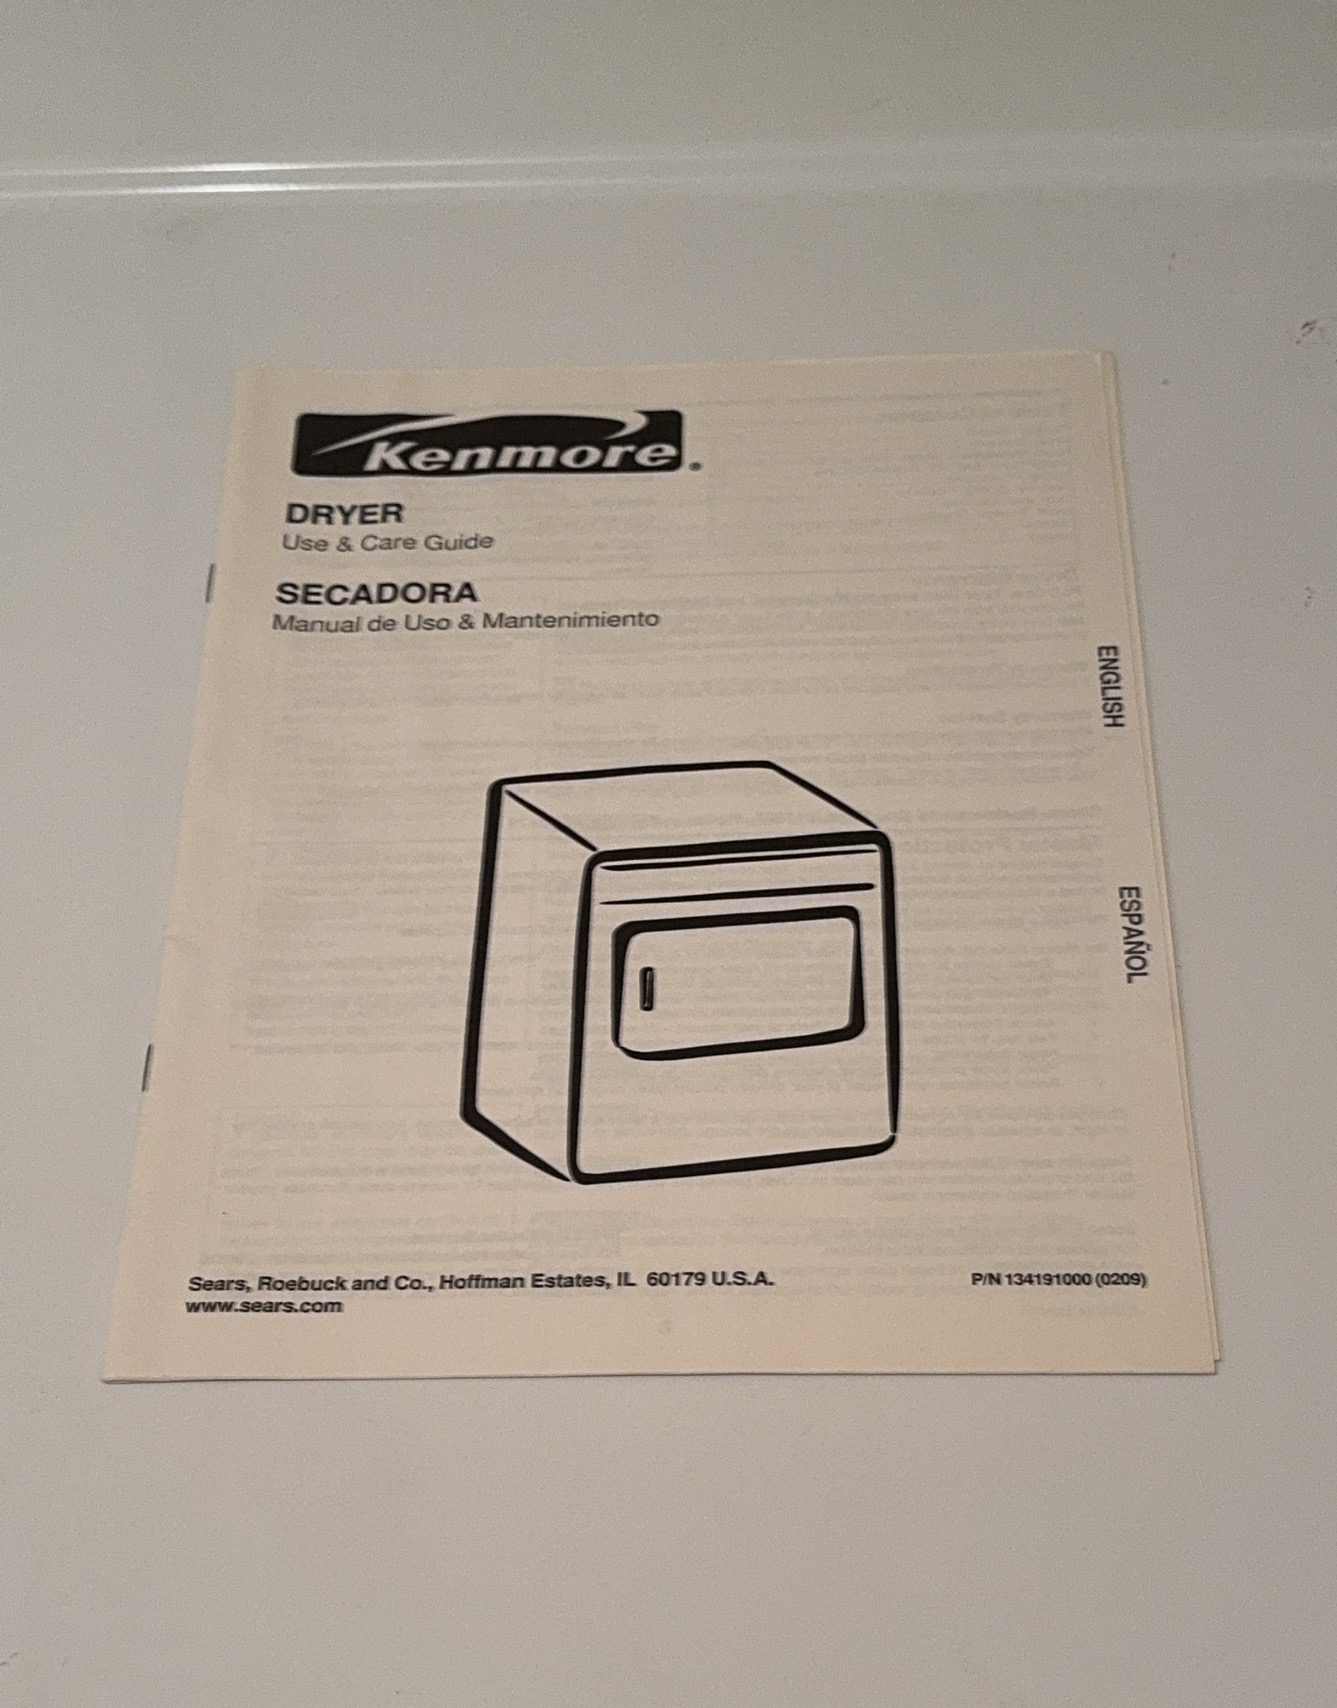 Kenmore®
DRYER
Use & Care Guide
SECADORA
Manual de Uso & Mantenimiento
ENGLISH
ESPAÑOL
Sears, Roebuck and Co., Hoffman Estates, IL 60179 U.S.A.
www.sears.com
P/N 134191000 (0209)